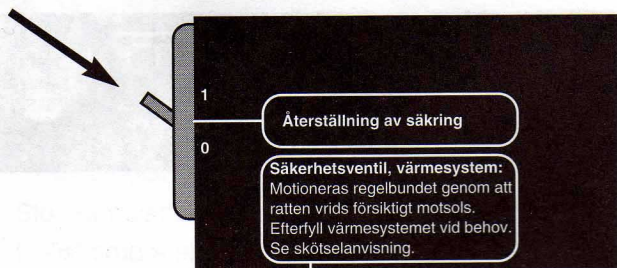 1
Återställning av säkring
0
Säkerhetsventil, värmesystem:
Motioneras regelbundet genom att
ratten vrids försiktigt motsols.
Efterfyll värmesystemet vid behov.
Se skötselanvisning.